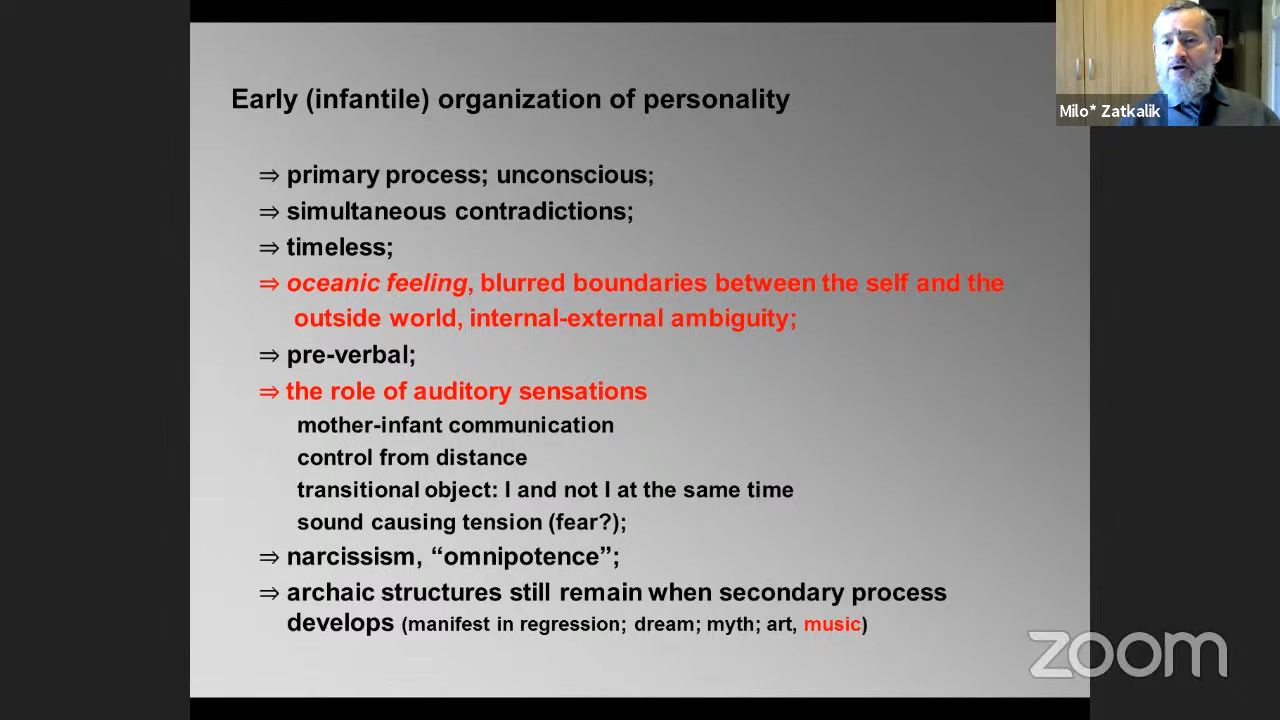 Early (infantile) organization of personality
⇒ primary process; unconscious;
⇒ simultaneous contradictions;
⇒ timeless;
⇒ oceanic feeling, blurred boundaries between the self and the
outside world, internal-external ambiguity;
⇒ pre-verbal;
⇒ the role of auditory sensations
mother-infant communication
control from distance
transitional object: I and not I at the same time
sound causing tension (fear?);
⇒ narcissism, “omnipotence”;
⇒ archaic structures still remain when secondary process
develops (manifest in regression; dream; myth; art, music)
Milo* Zatkalik
zoom